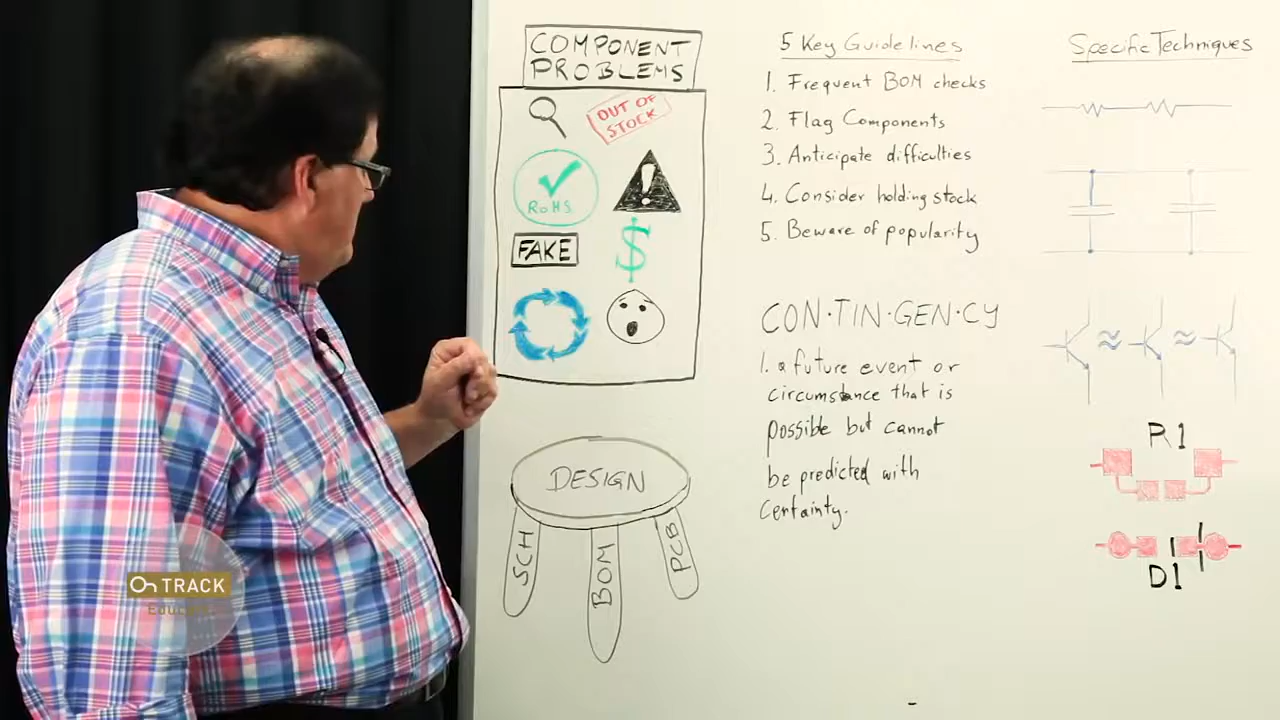 COMPONENT
PROBLEMS
OUT OF
STOCK
RoHS
FAKE
$
DESIGN
SCH
BOM
PCB
5 Key Guidelines
1. Frequent BOM checks
2. Flag Components
3. Anticipate difficulties
4. Consider holding stock
5. Beware of popularity
CON·TIN·GEN·CY
1. a future event or
circumstance that is
possible but cannot
be predicted with
certainty.
Specific Techniques
≈ ≈
R1
D1
On TRACK